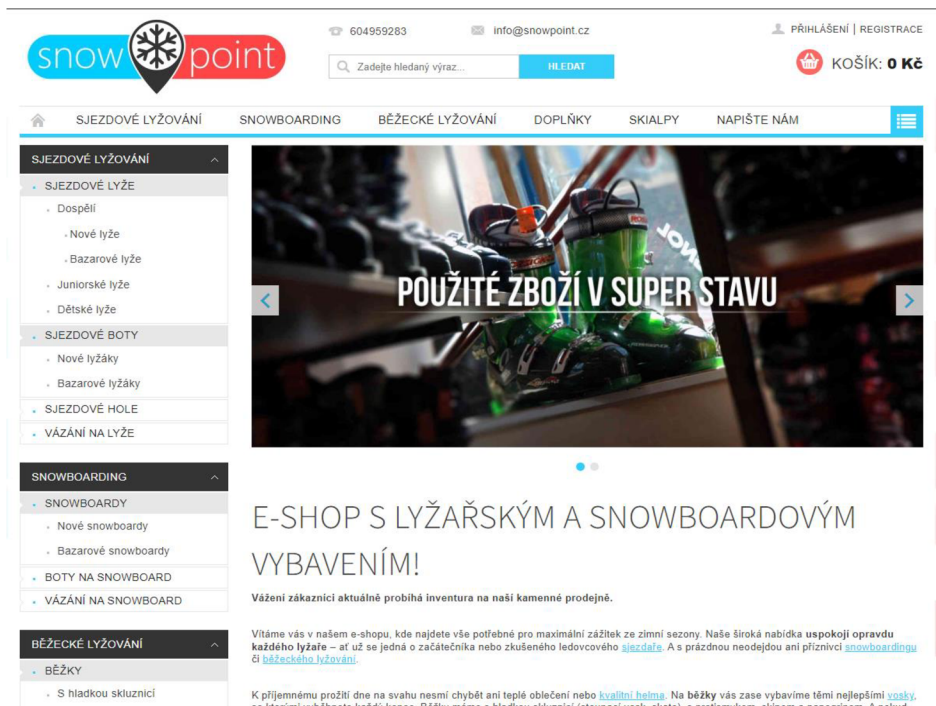 snow point
604959283
info@snowpoint.cz
PŘIHLÁŠENÍ | REGISTRACE
Zadejte hledaný výraz...
HLEDAT
KOŠÍK: 0 Kč
SJEZDOVÉ LYŽOVÁNÍ SNOWBOARDING BĚŽECKÉ LYŽOVÁNÍ DOPLŇKY SKIALPY NAPIŠTE NÁM
SJEZDOVÉ LYŽOVÁNÍ
SJEZDOVÉ LYŽE
Dospělí
Nové lyže
Bazarové lyže
Juniorské lyže
Dětské lyže
SJEZDOVÉ BOTY
Nové lyžáky
Bazarové lyžáky
SJEZDOVÉ HOLE
VÁZÁNÍ NA LYŽE
SNOWBOARDING
SNOWBOARDY
Nové snowboardy
Bazarové snowboardy
BOTY NA SNOWBOARD
VÁZÁNÍ NA SNOWBOARD
BĚŽECKÉ LYŽOVÁNÍ
BĚŽKY
S hladkou skluznicí
POUŽITÉ ZBOŽÍ V SUPER STAVU
E-SHOP S LYŽAŘSKÝM A SNOWBOARDOVÝM
VYBAVENÍM!
Vážení zákazníci aktuálně probíhá inventura na naší kamenné prodejně.
Vítáme vás v našem e-shopu, kde najdete vše potřebné pro maximální zážitek ze zimní sezony. Naše široká nabídka uspokojí opravdu
každého lyžaře – ať už se jedná o začátečníka nebo zkušeného ledovcového sjezdaře. A s prázdnou neodejdou ani příznivci snowboardingu
či běžeckého lyžování.
K příjemnému prožití dne na svahu nesmí chybět ani teplé oblečení nebo kvalitní helma. Na běžky vás zase vybavíme těmi nejlepšími vosky,